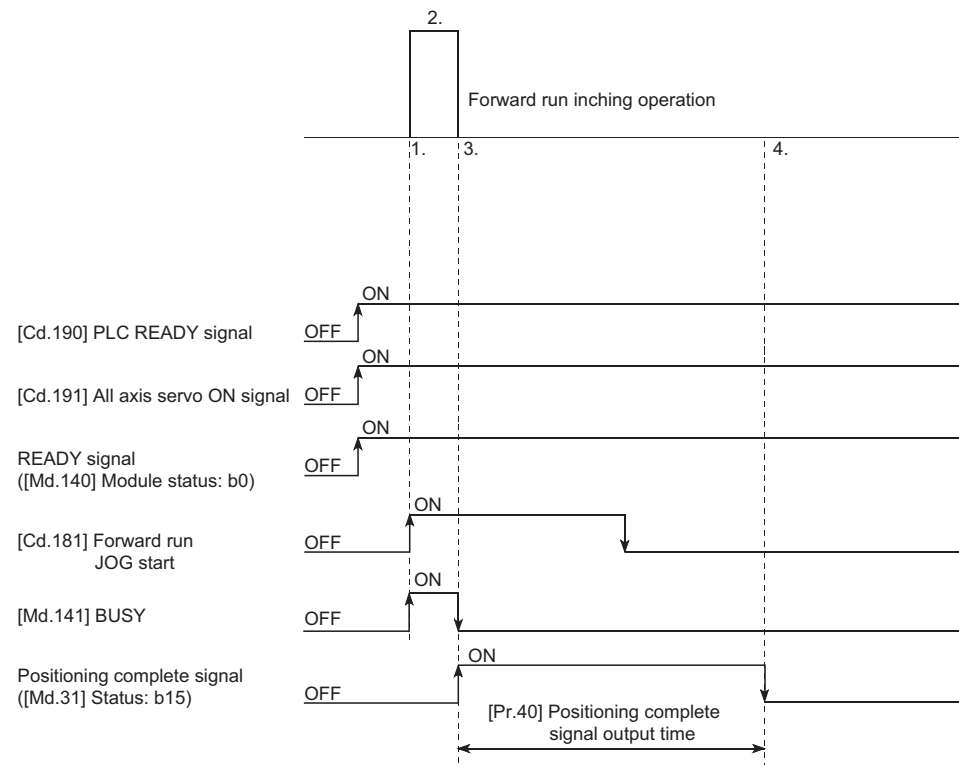 2.
Forward run inching operation
1.
3.
4.
ON
[Cd.190] PLC READY signal
OFF
ON
[Cd.191] All axis servo ON signal
OFF
ON
READY signal
([Md.140] Module status: b0)
OFF
ON
[Cd.181] Forward run
JOG start
OFF
ON
[Md.141] BUSY
OFF
ON
Positioning complete signal
([Md.31] Status: b15)
OFF
[Pr.40] Positioning complete
signal output time